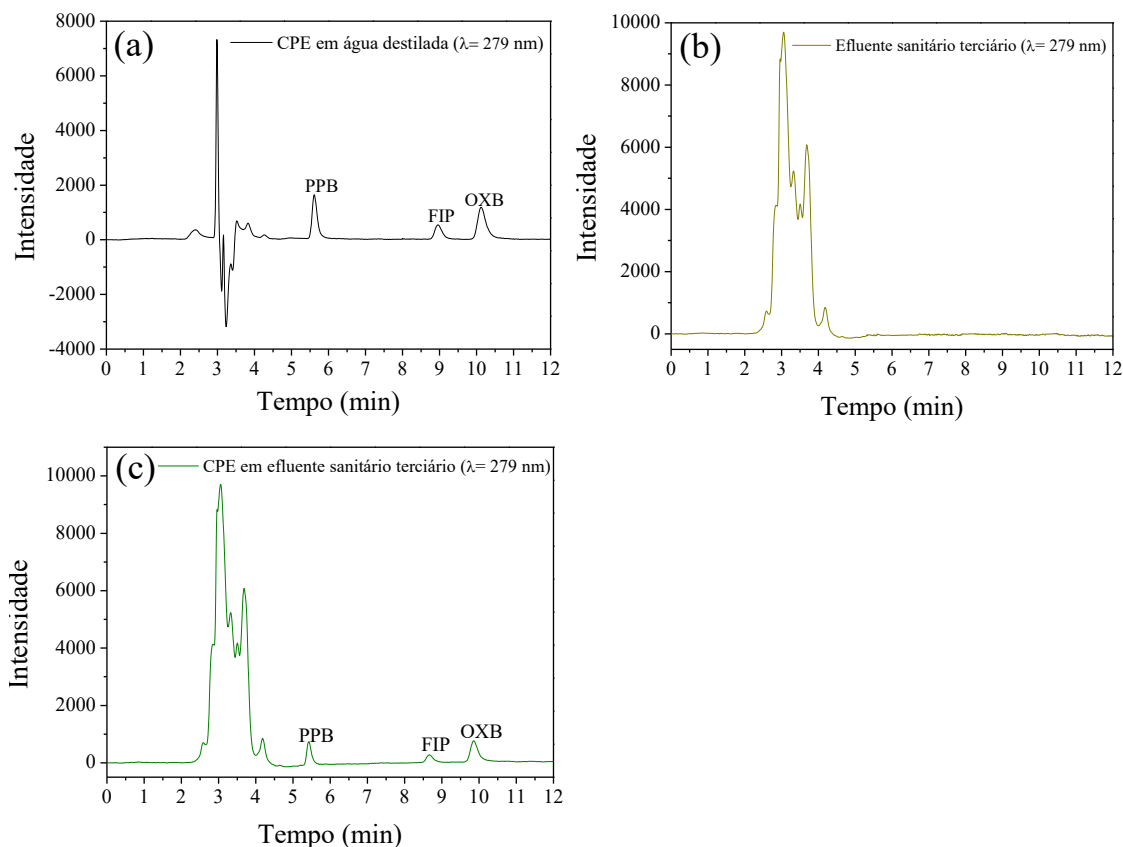 (a)
CPE em água destilada (λ= 279 nm)
8000
6000
4000
2000
0
-2000
-4000
Intensidade
PPB
FIP
OXB
0 1 2 3 4 5 6 7 8 9 10 11 12
Tempo (min)
(b)
Efluente sanitário terciário (λ= 279 nm)
10000
8000
6000
4000
2000
0
Intensidade
0 1 2 3 4 5 6 7 8 9 10 11 12
Tempo (min)
(c)
CPE em efluente sanitário terciário (λ= 279 nm)
10000
8000
6000
4000
2000
0
Intensidade
PPB
FIP
OXB
0 1 2 3 4 5 6 7 8 9 10 11 12
Tempo (min)